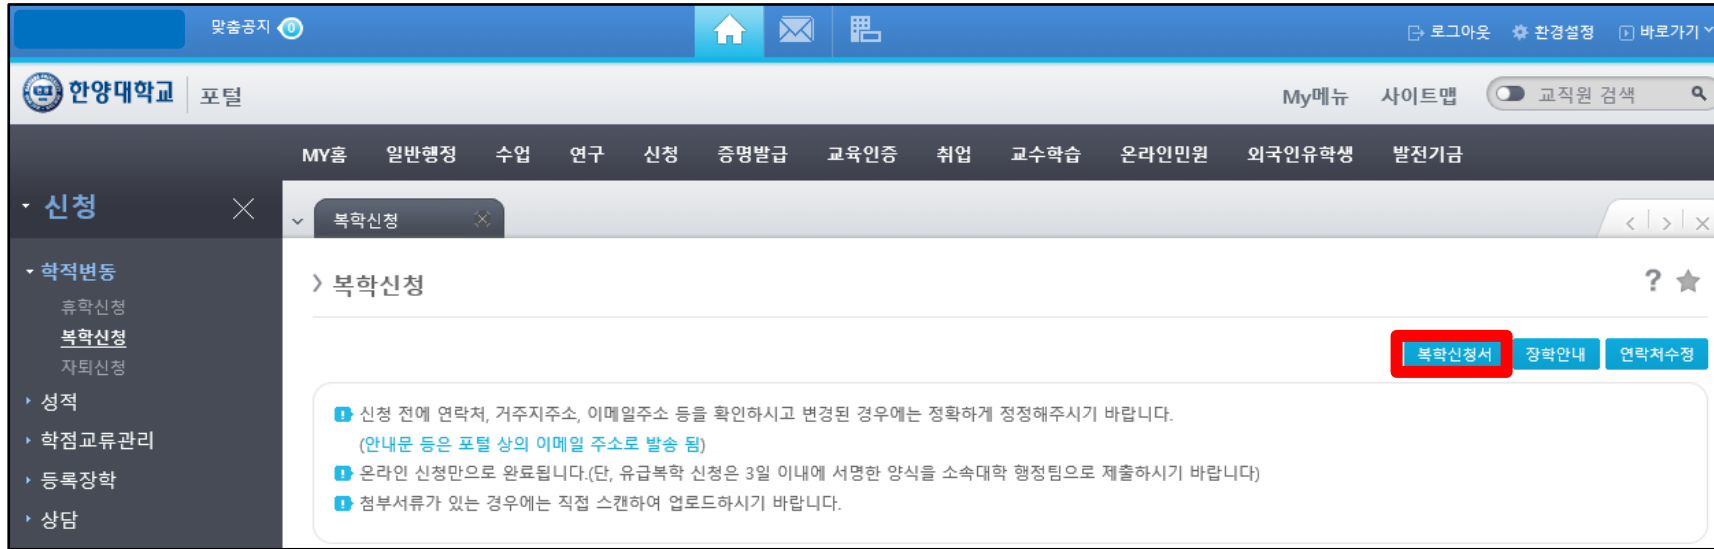 맞춤공지 0
로그아웃 환경설정 바로가기
한양대학교 포털
My메뉴 사이트맵 교직원 검색
MY홈 일반행정 수업 연구 신청 증명발급 교육인증 취업 교수학습 온라인민원 외국인유학생 발전기금
신청
복학신청
학적변동
휴학신청
복학신청
자퇴신청
성적
학점교류관리
등록장학
상담
복학신청
복학신청서 장학안내 연락처수정
신청 전에 연락처, 거주지주소, 이메일주소 등을 확인하시고 변경된 경우에는 정확하게 정정해주시기 바랍니다.
(안내문 등은 포털 상의 이메일 주소로 발송 됨)
온라인 신청만으로 완료됩니다.(단, 유급복학 신청은 3일 이내에 서명한 양식을 소속대학 행정팀으로 제출하시기 바랍니다)
첨부서류가 있는 경우에는 직접 스캔하여 업로드하시기 바랍니다.